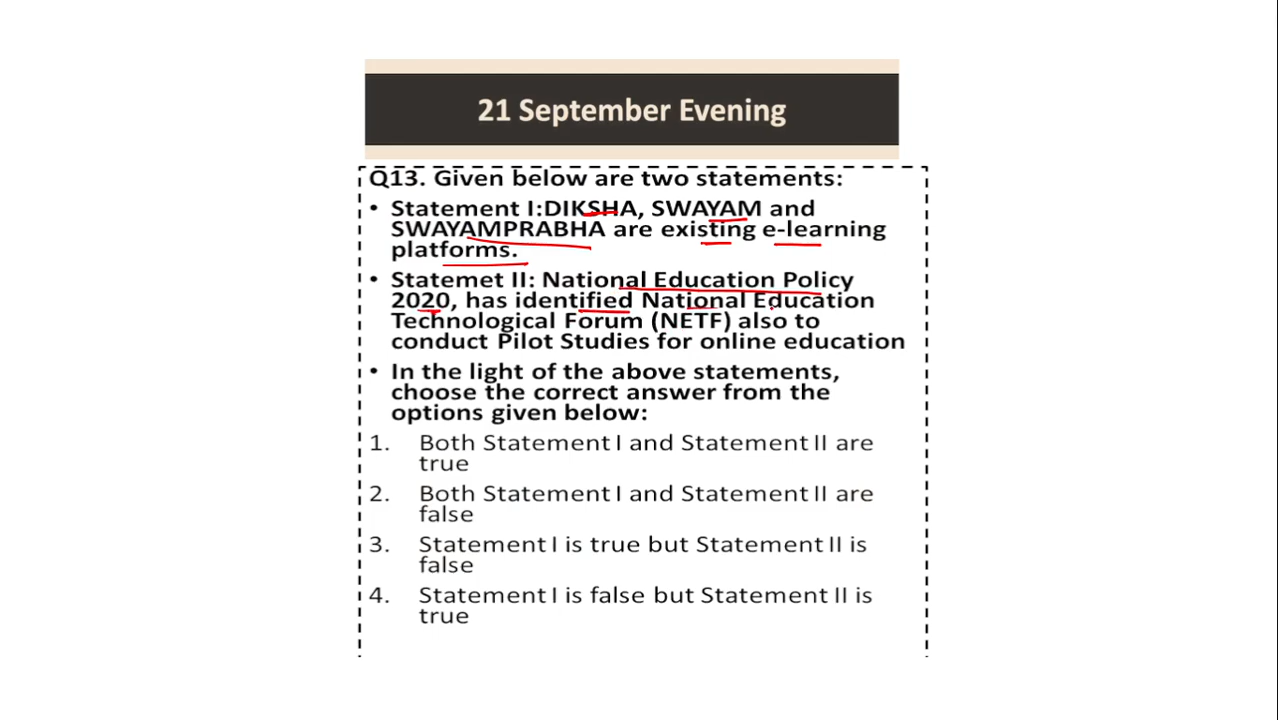 21 September Evening
Q13. Given below are two statements:
• Statement I:DIKSHA, SWAYAM and
SWAYAMPRABHA are existing e-learning
platforms.
• Statemet II: National Education Policy
2020, has identified National Education
Technological Forum (NETF) also to
conduct Pilot Studies for online education
• In the light of the above statements,
choose the correct answer from the
options given below:
1. Both Statement I and Statement II are
true
2. Both Statement I and Statement II are
false
3. Statement I is true but Statement II is
false
4. Statement I is false but Statement II is
true